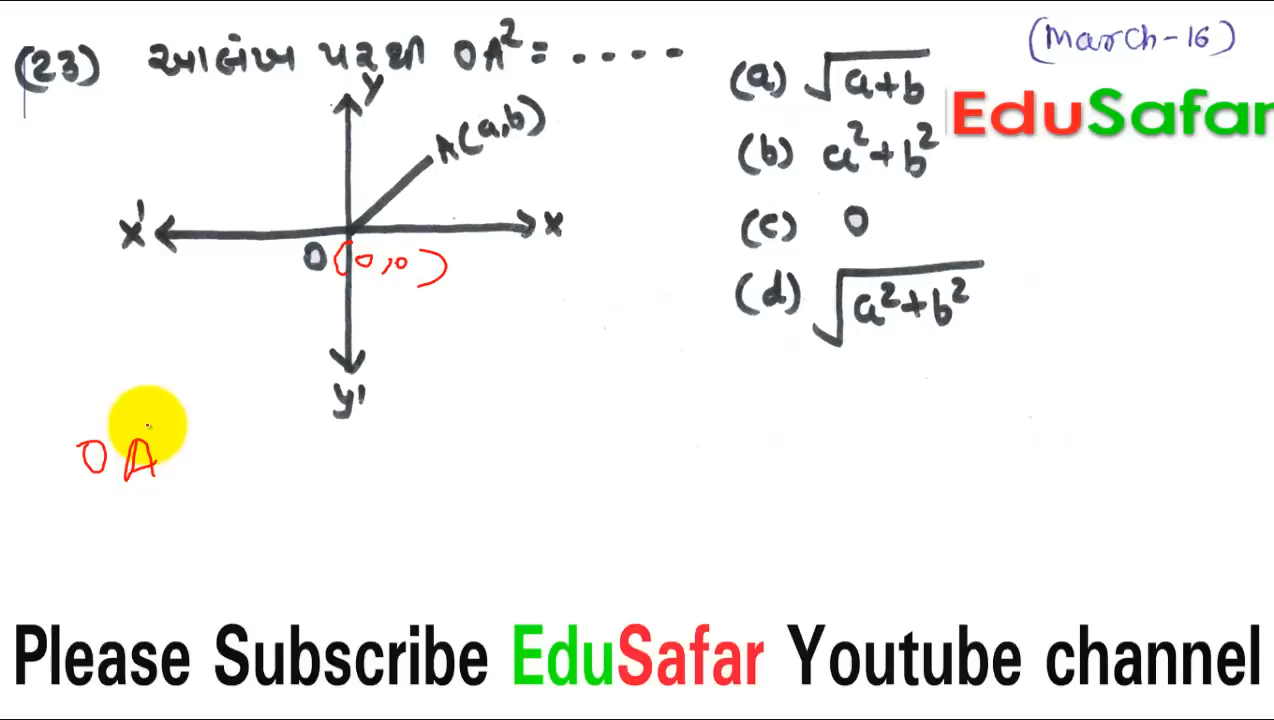 (23) આલેખ પરથી OA² = ....
(March-16)
(a) √a+b
(b) a²+b²
(c) 0
(d) √a²+b²
EduSafar
Y
A(a,b)
X'
X
O (0,0)
Y'
OA
Please Subscribe EduSafar Youtube channel